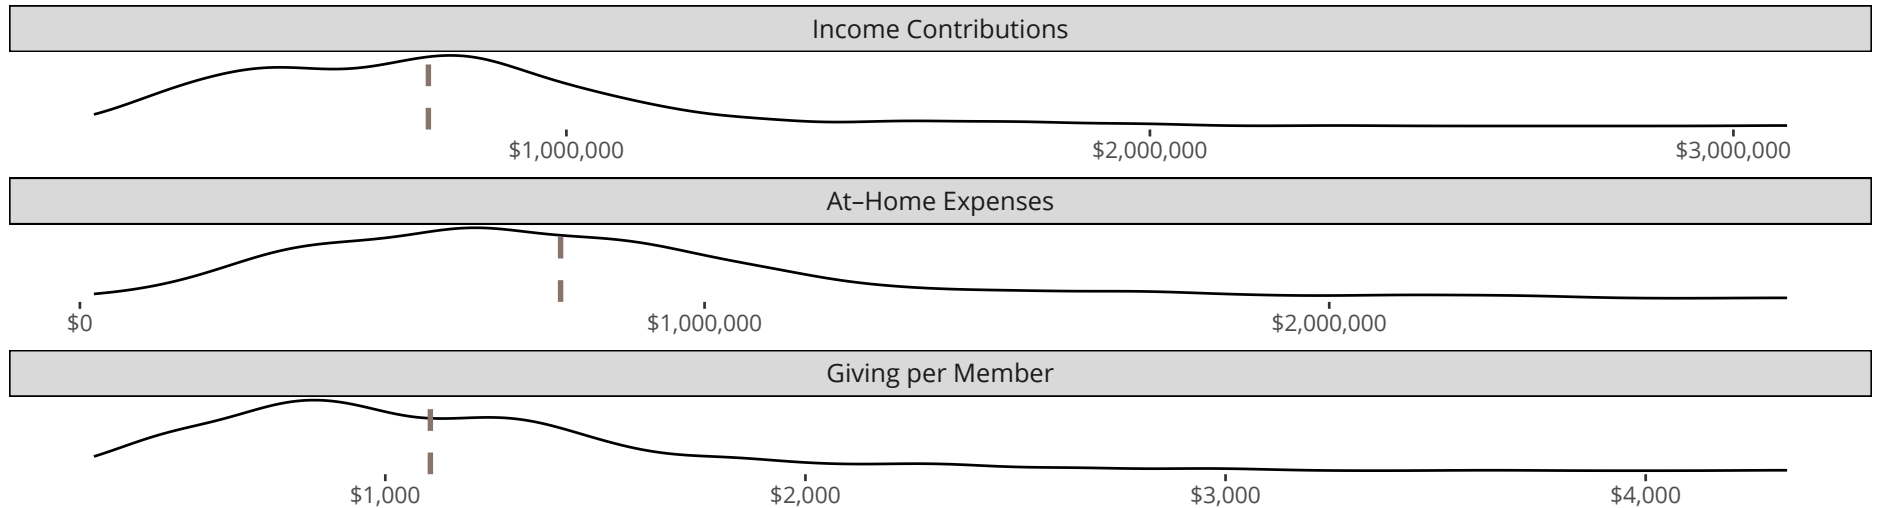 Income Contributions
$1,000,000 $2,000,000 $3,000,000
At–Home Expenses
$0 $1,000,000 $2,000,000
Giving per Member
$1,000 $2,000 $3,000 $4,000